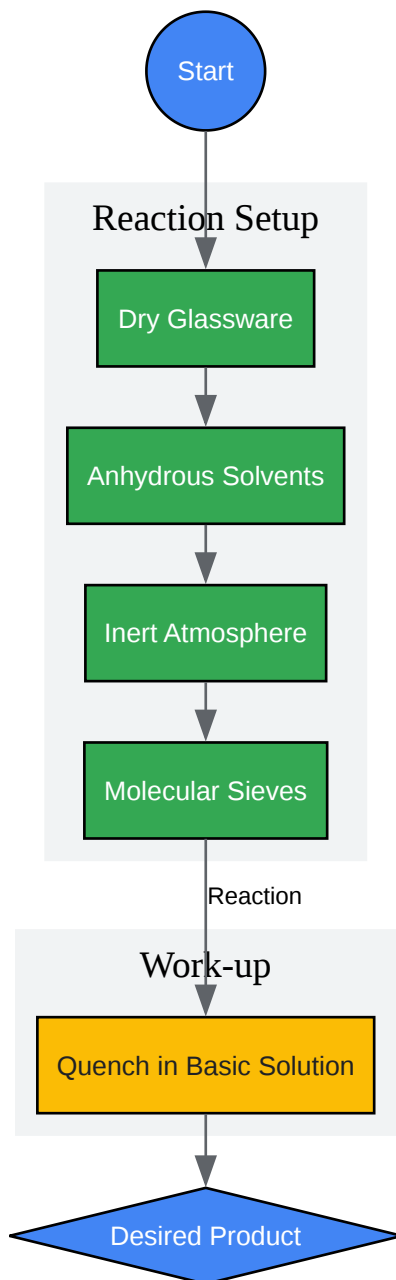 Start
Reaction Setup
Dry Glassware
Anhydrous Solvents
Inert Atmosphere
Molecular Sieves
Reaction
Work-up
Quench in Basic Solution
Desired Product